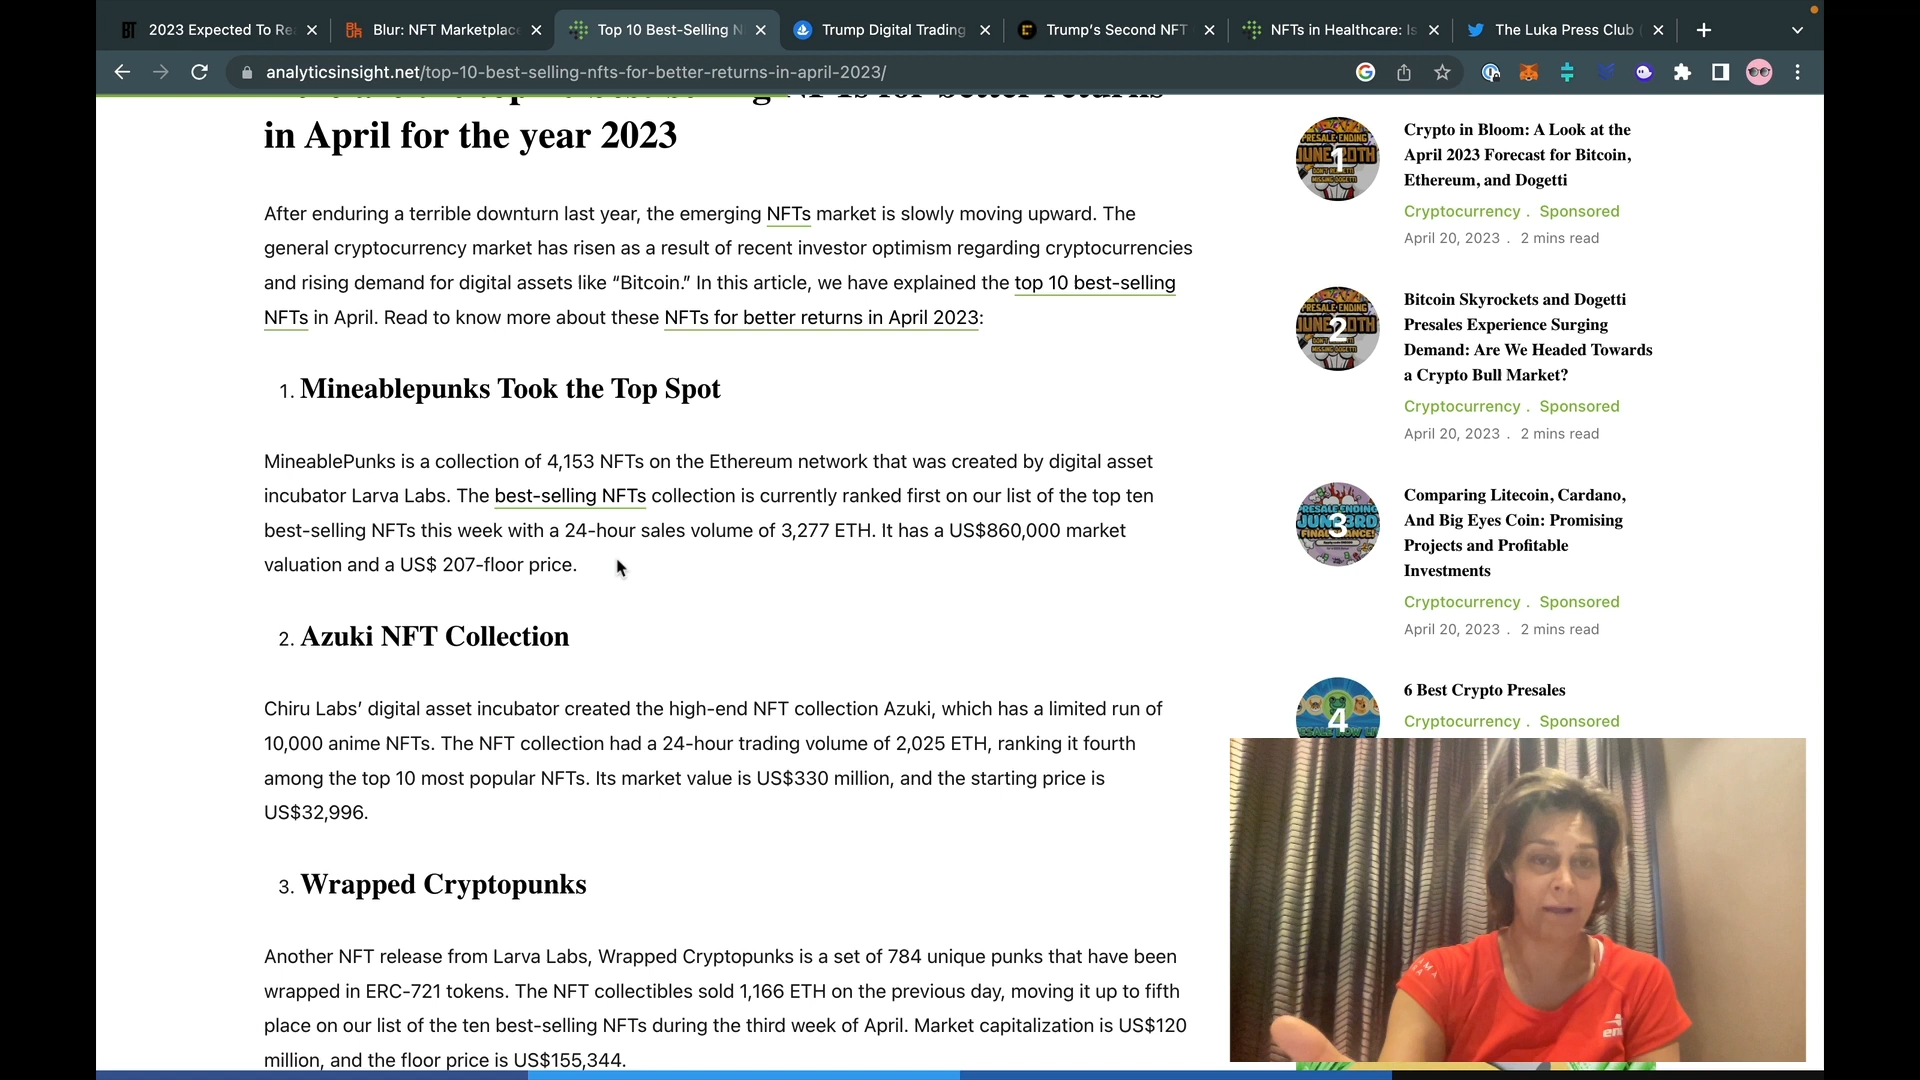 2023 Expected To Re
Blur: NFT Marketplac
Top 10 Best-Selling N
Trump Digital Trading
Trump's Second NFT
NFTs in Healthcare: Is
The Luka Press Club
analyticsinsight.net/top-10-best-selling-nfts-for-better-returns-in-april-2023/
in April for the year 2023
After enduring a terrible downturn last year, the emerging NFTs market is slowly moving upward. The
general cryptocurrency market has risen as a result of recent investor optimism regarding cryptocurrencies
and rising demand for digital assets like “Bitcoin.” In this article, we have explained the top 10 best-selling
NFTs in April. Read to know more about these NFTs for better returns in April 2023:
1. Mineablepunks Took the Top Spot
MineablePunks is a collection of 4,153 NFTs on the Ethereum network that was created by digital asset
incubator Larva Labs. The best-selling NFTs collection is currently ranked first on our list of the top ten
best-selling NFTs this week with a 24-hour sales volume of 3,277 ETH. It has a US$860,000 market
valuation and a US$ 207-floor price.
2. Azuki NFT Collection
Chiru Labs’ digital asset incubator created the high-end NFT collection Azuki, which has a limited run of
10,000 anime NFTs. The NFT collection had a 24-hour trading volume of 2,025 ETH, ranking it fourth
among the top 10 most popular NFTs. Its market value is US$330 million, and the starting price is
US$32,996.
3. Wrapped Cryptopunks
Another NFT release from Larva Labs, Wrapped Cryptopunks is a set of 784 unique punks that have been
wrapped in ERC-721 tokens. The NFT collectibles sold 1,166 ETH on the previous day, moving it up to fifth
place on our list of the ten best-selling NFTs during the third week of April. Market capitalization is US$120
million, and the floor price is US$155,344.
PRESALE ENDING
JUNE 20TH
1
Crypto in Bloom: A Look at the
April 2023 Forecast for Bitcoin,
Ethereum, and Dogetti
Cryptocurrency . Sponsored
April 20, 2023 . 2 mins read
PRESALE ENDING
JUNE 20TH
2
Bitcoin Skyrockets and Dogetti
Presales Experience Surging
Demand: Are We Headed Towards
a Crypto Bull Market?
Cryptocurrency . Sponsored
April 20, 2023 . 2 mins read
PRESALE ENDING
3
Comparing Litecoin, Cardano,
And Big Eyes Coin: Promising
Projects and Profitable
Investments
Cryptocurrency . Sponsored
April 20, 2023 . 2 mins read
4
6 Best Crypto Presales
Cryptocurrency . Sponsored